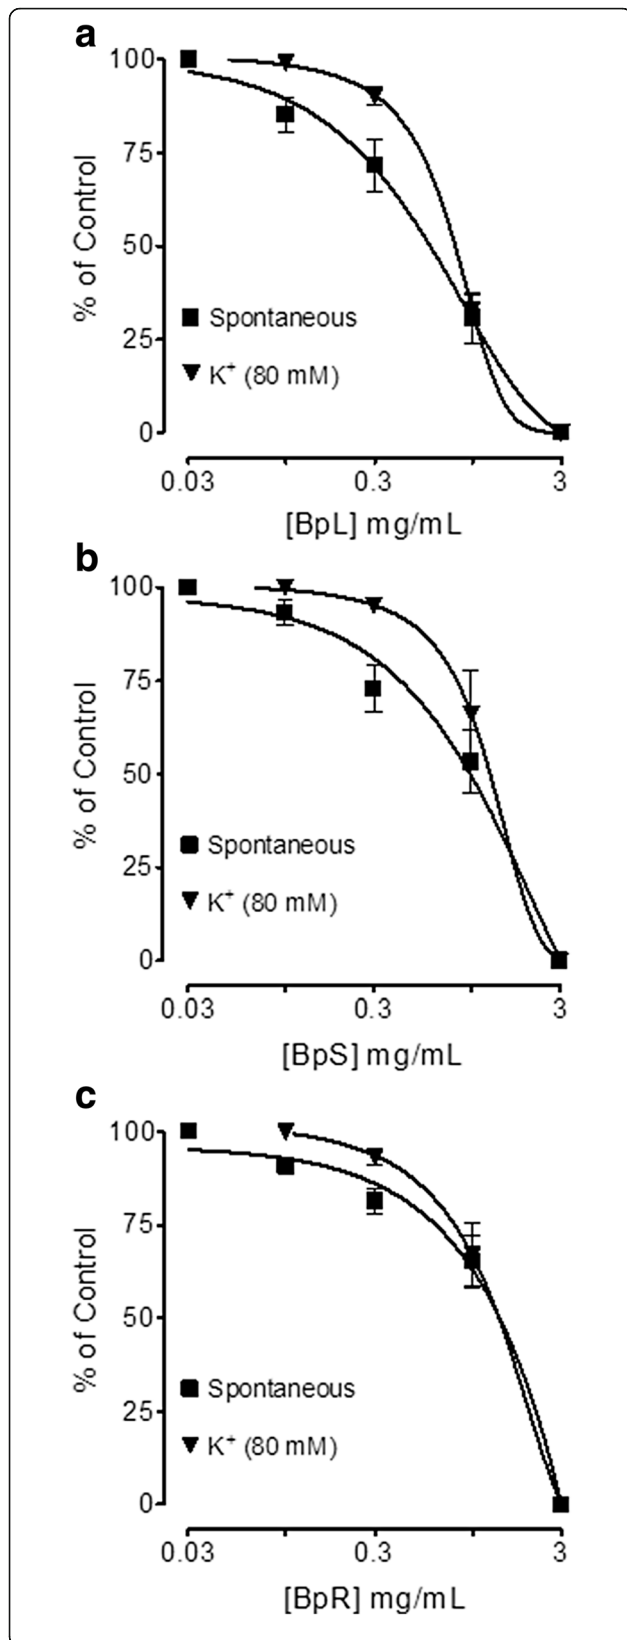 a
100
75
50
25
0
% of Control
Spontaneous
K⁺ (80 mM)
0.03 0.3 3
[BpL] mg/mL
b
100
75
50
25
0
% of Control
Spontaneous
K⁺ (80 mM)
0.03 0.3 3
[BpS] mg/mL
c
100
75
50
25
0
% of Control
Spontaneous
K⁺ (80 mM)
0.03 0.3 3
[BpR] mg/mL